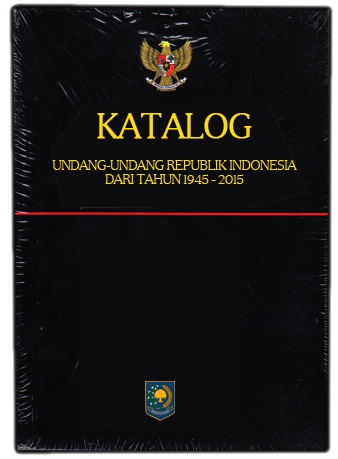 KATALOG
UNDANG-UNDANG REPUBLIK INDONESIA
DARI TAHUN 1945 - 2015